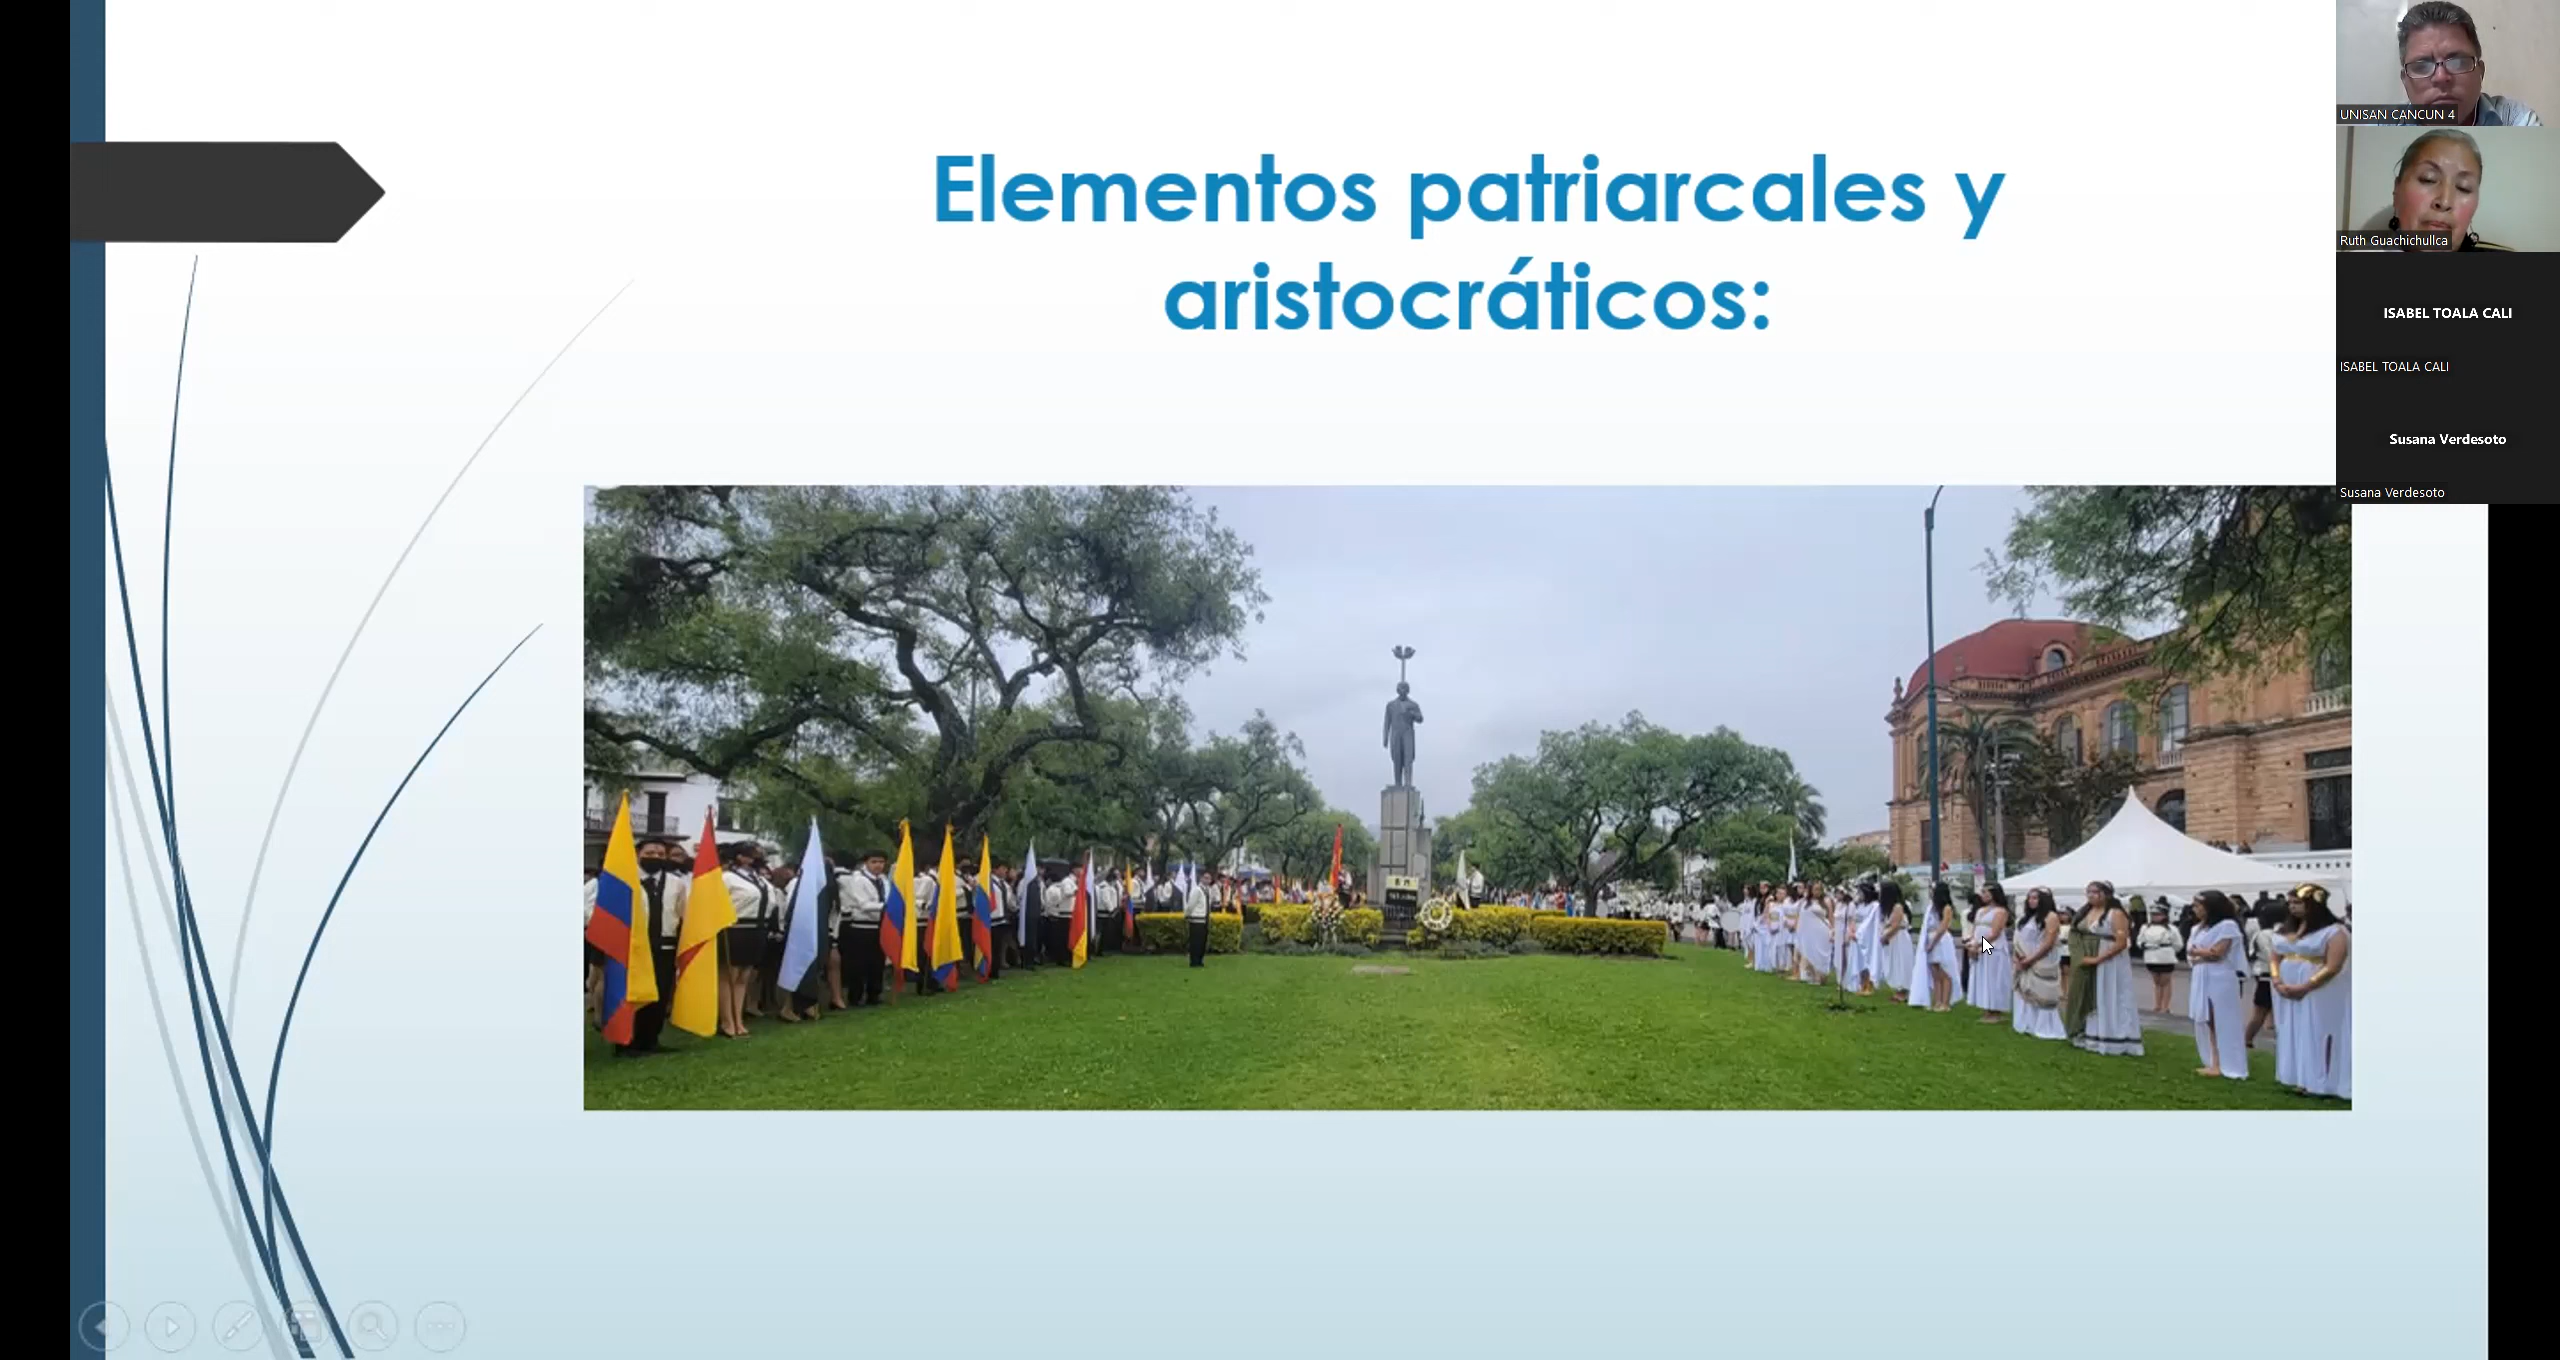 Elementos patriarcales y
aristocráticos:
UNISAN CANCUN 4
Ruth Guachichullca
ISABEL TOALA CALI
ISABEL TOALA CALI
Susana Verdesoto
Susana Verdesoto